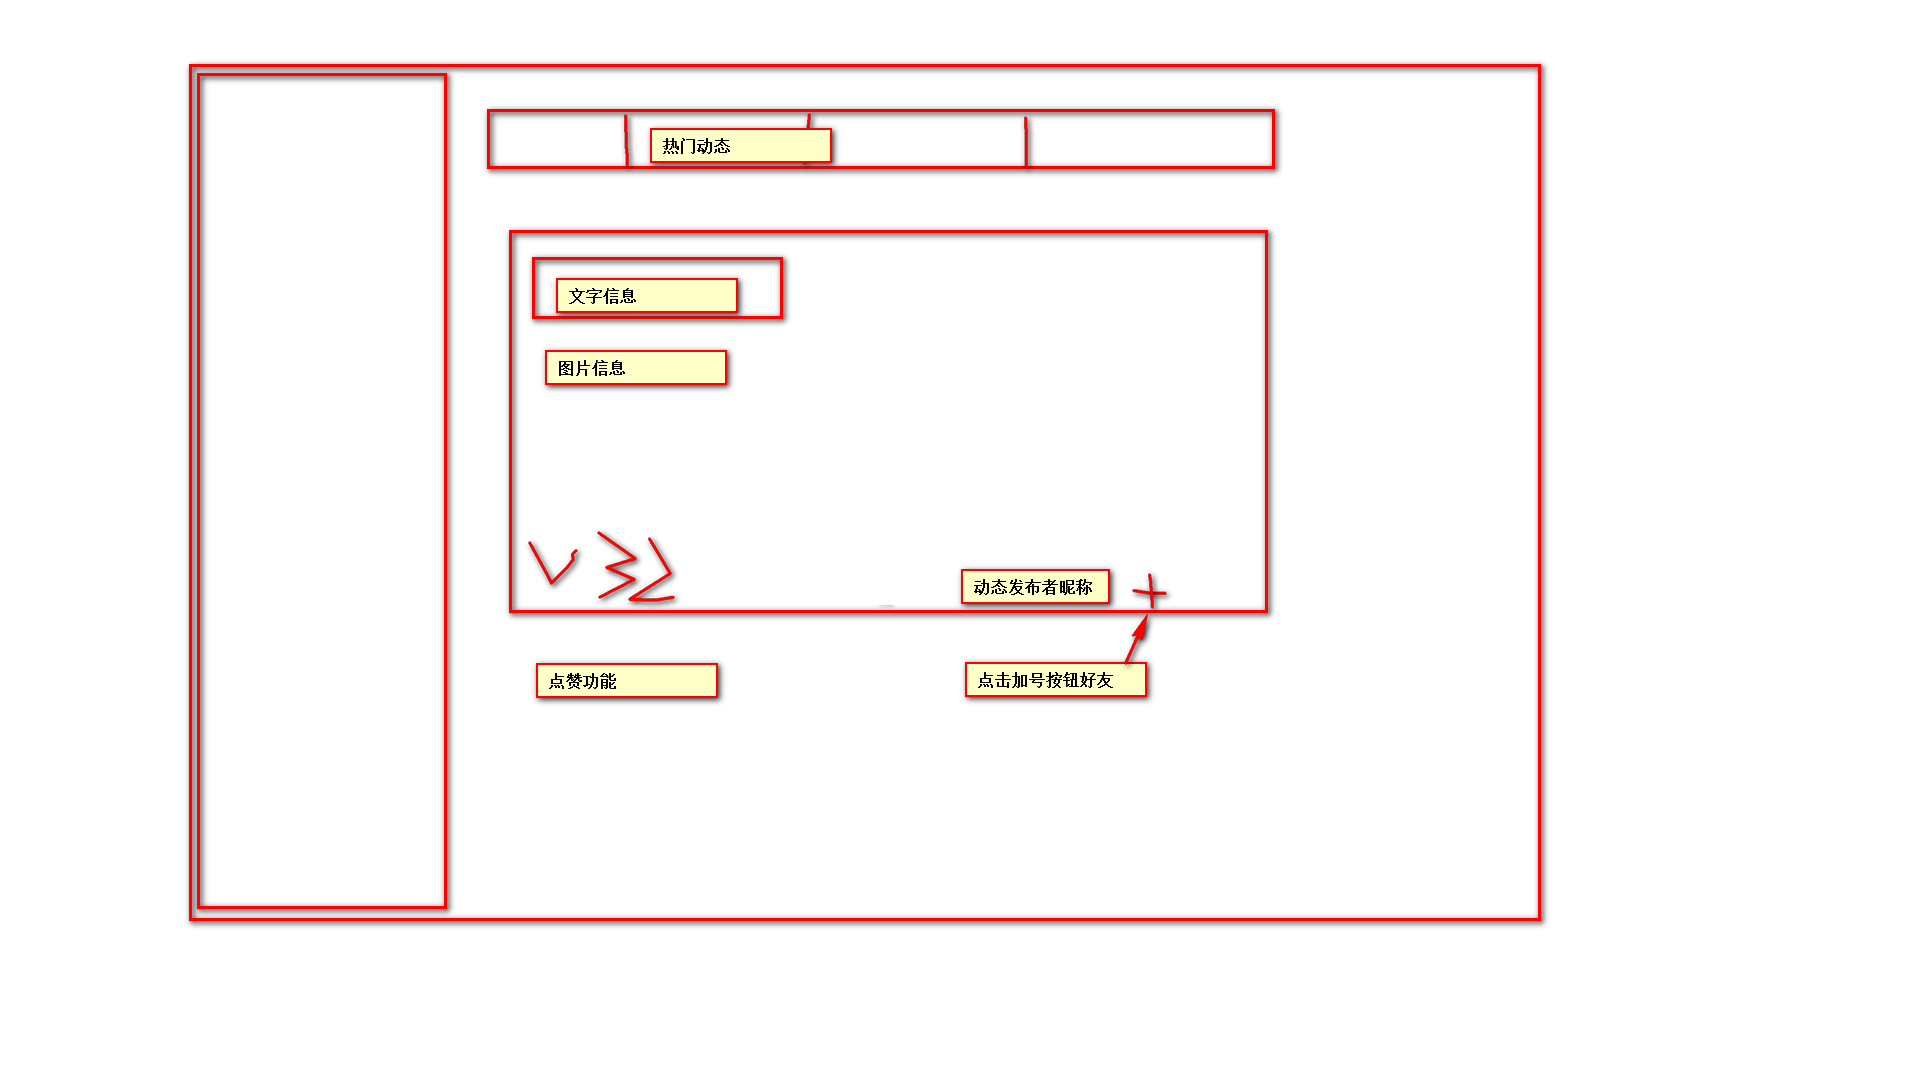 热门动态
文字信息
图片信息
动态发布者昵称
点赞功能
点击加号按钮好友